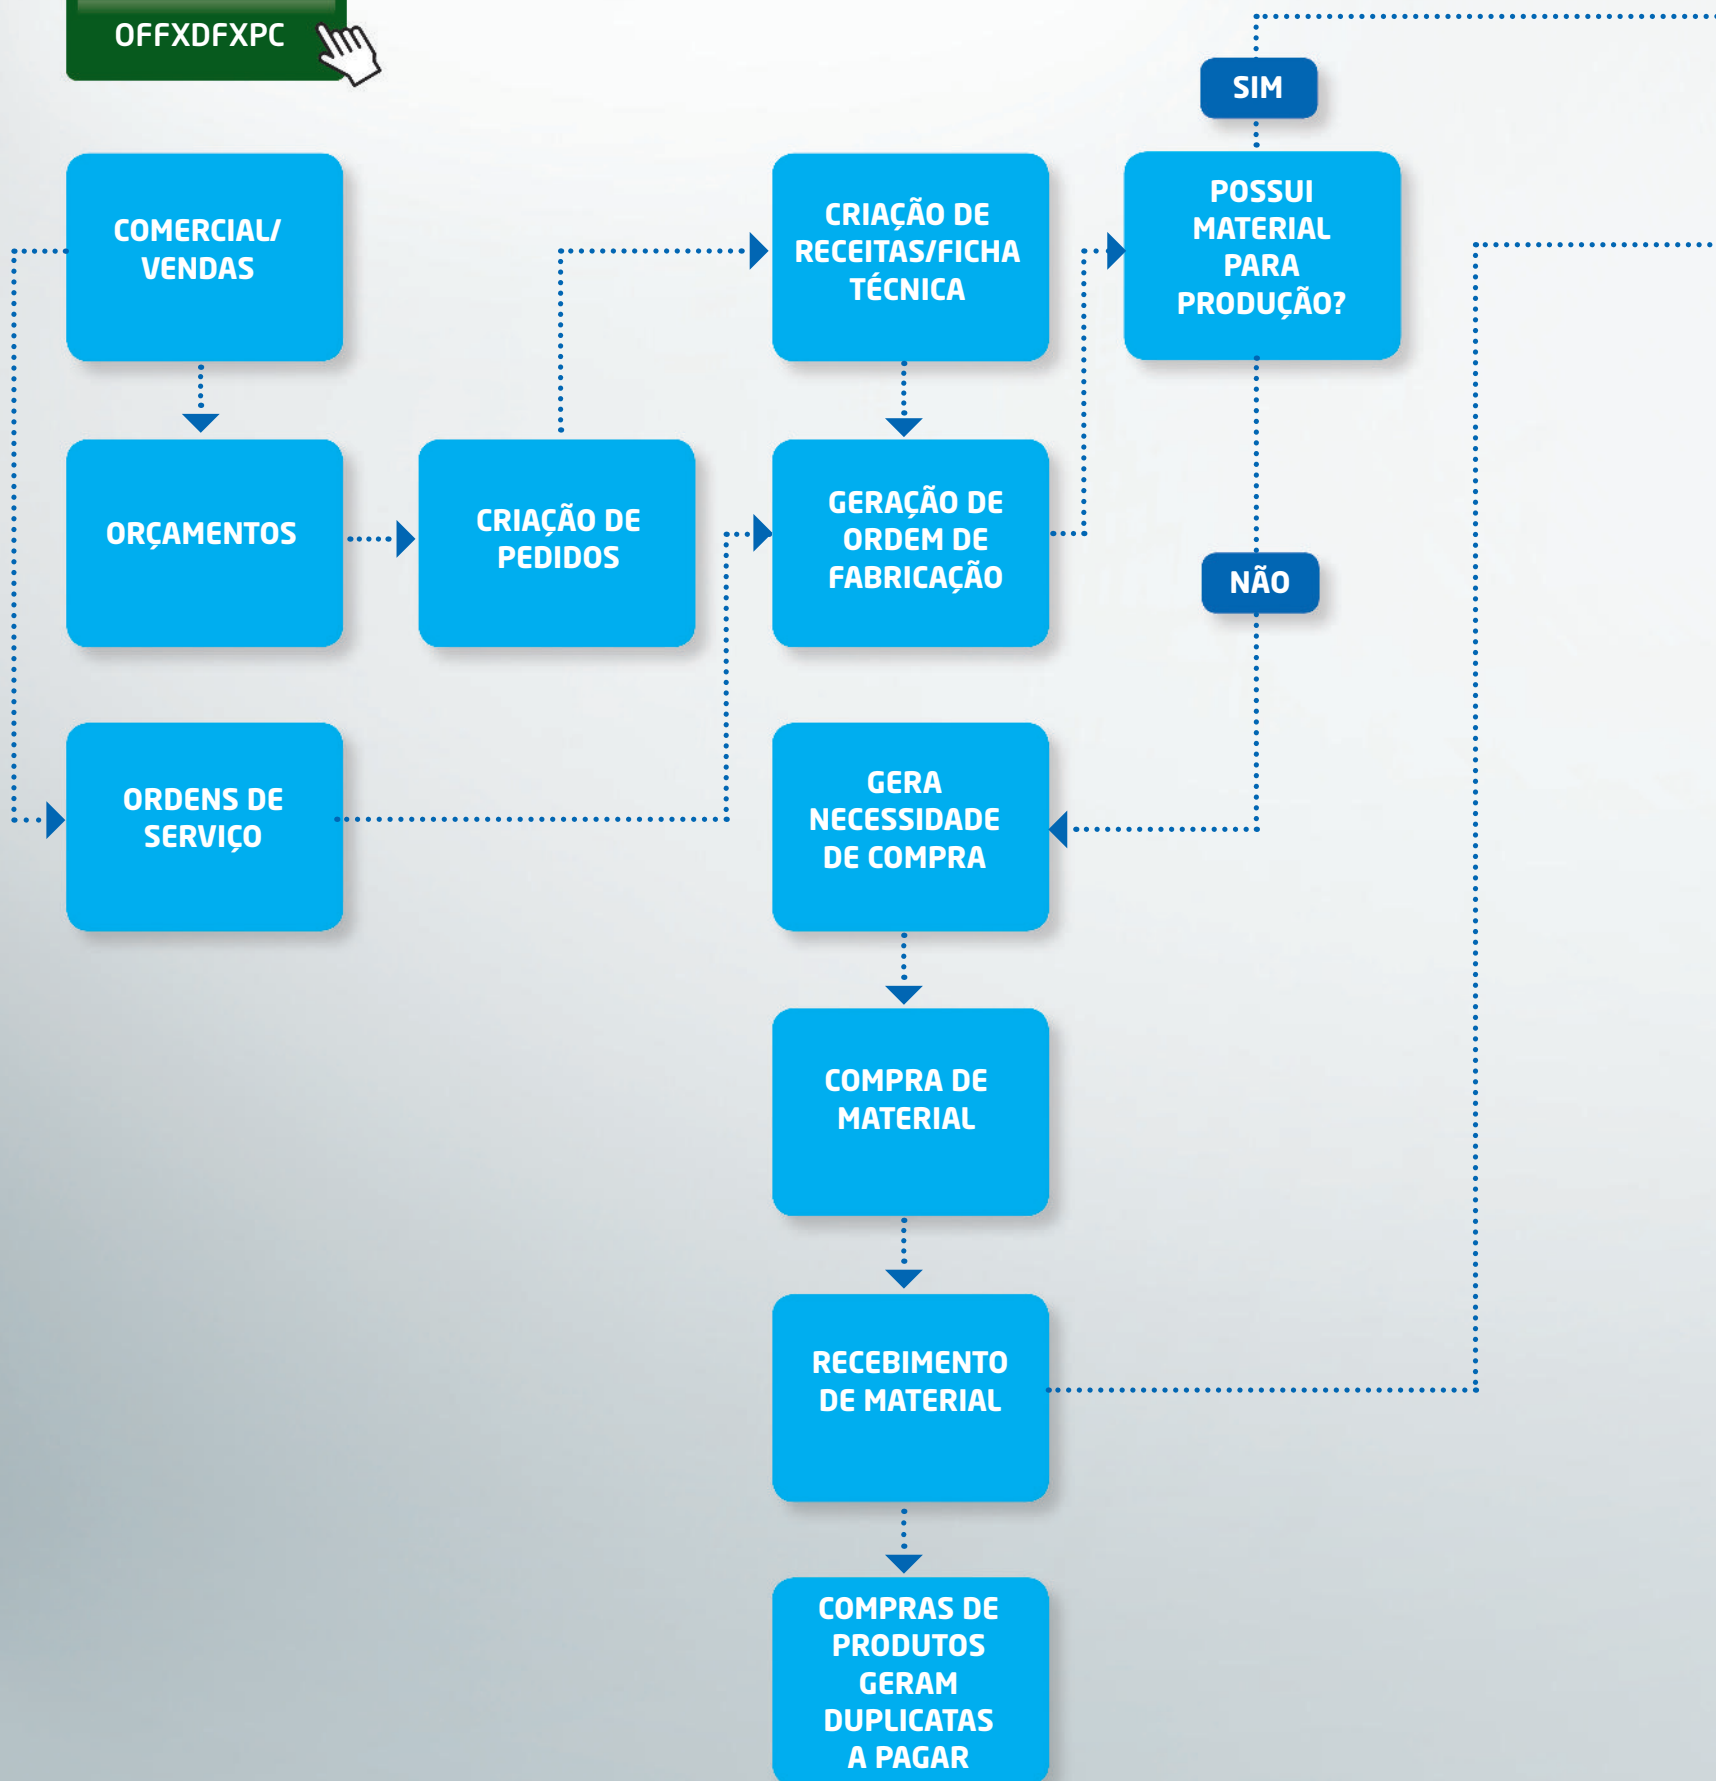 OFFXDFXPC
SIM
COMERCIAL/
VENDAS
CRIAÇÃO DE
RECEITAS/FICHA
TÉCNICA
POSSUI
MATERIAL
PARA
PRODUÇÃO?
ORÇAMENTOS
CRIAÇÃO DE
PEDIDOS
GERAÇÃO DE
ORDEM DE
FABRICAÇÃO
NÃO
ORDENS DE
SERVIÇO
GERA
NECESSIDADE
DE COMPRA
COMPRA DE
MATERIAL
RECEBIMENTO
DE MATERIAL
COMPRAS DE
PRODUTOS
GERAM
DUPLICATAS
A PAGAR